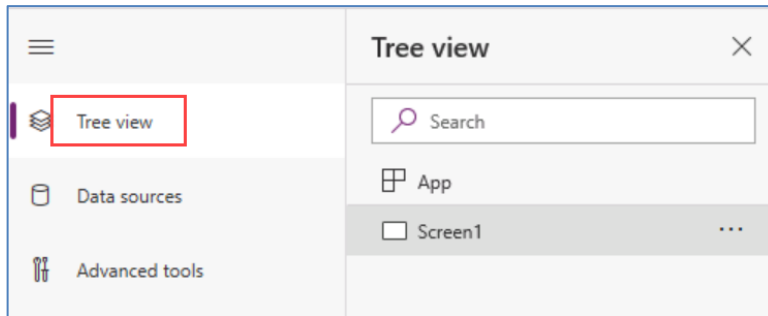 Tree view
Data sources
Advanced tools
Tree view
Search
App
Screen1